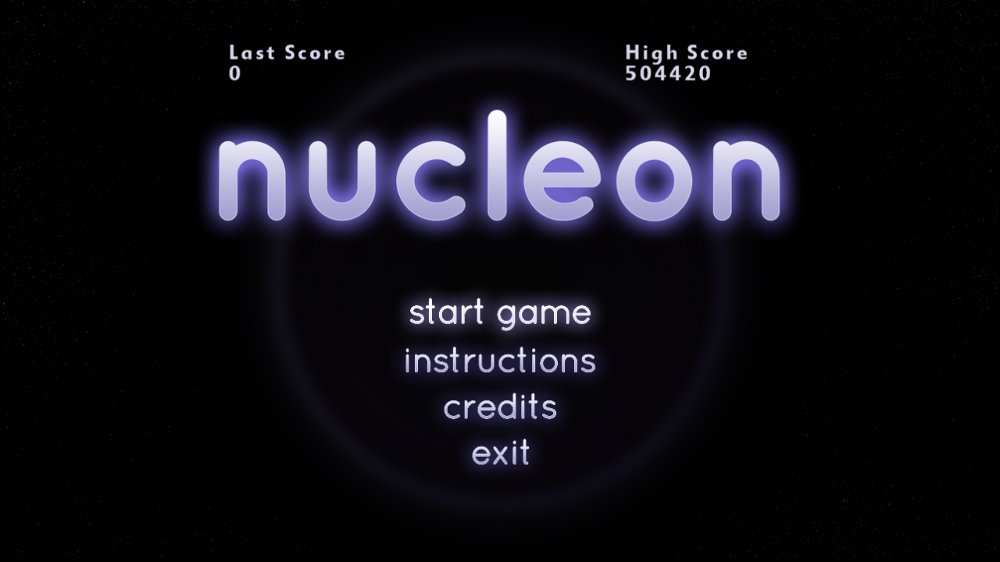 Last Score
0
High Score
504420
nucleon
start game
instructions
credits
exit